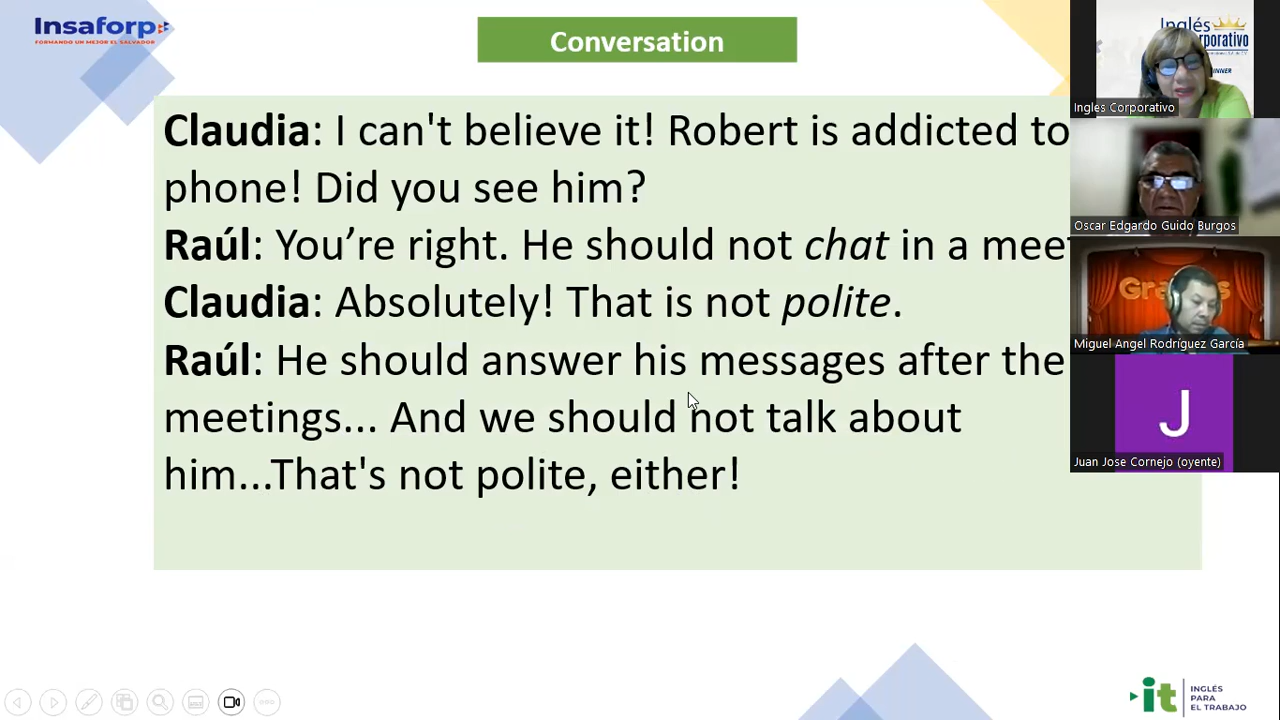 Insaforp
FORMANDO UN MEJOR EL SALVADOR
Conversation
Claudia: I can't believe it! Robert is addicted to
phone! Did you see him?
Raúl: You’re right. He should not chat in a
Claudia: Absolutely! That is not polite.
Raúl: He should answer his messages after the
meetings... And we should not talk about
him...That's not polite, either!
Inglés
Ingles Corporativo
Oscar Edgardo Guido Burgos
Miguel Angel Rodríguez García
J
Juan Jose Cornejo (oyente)
it
INGLÉS
PARA
EL TRABAJO